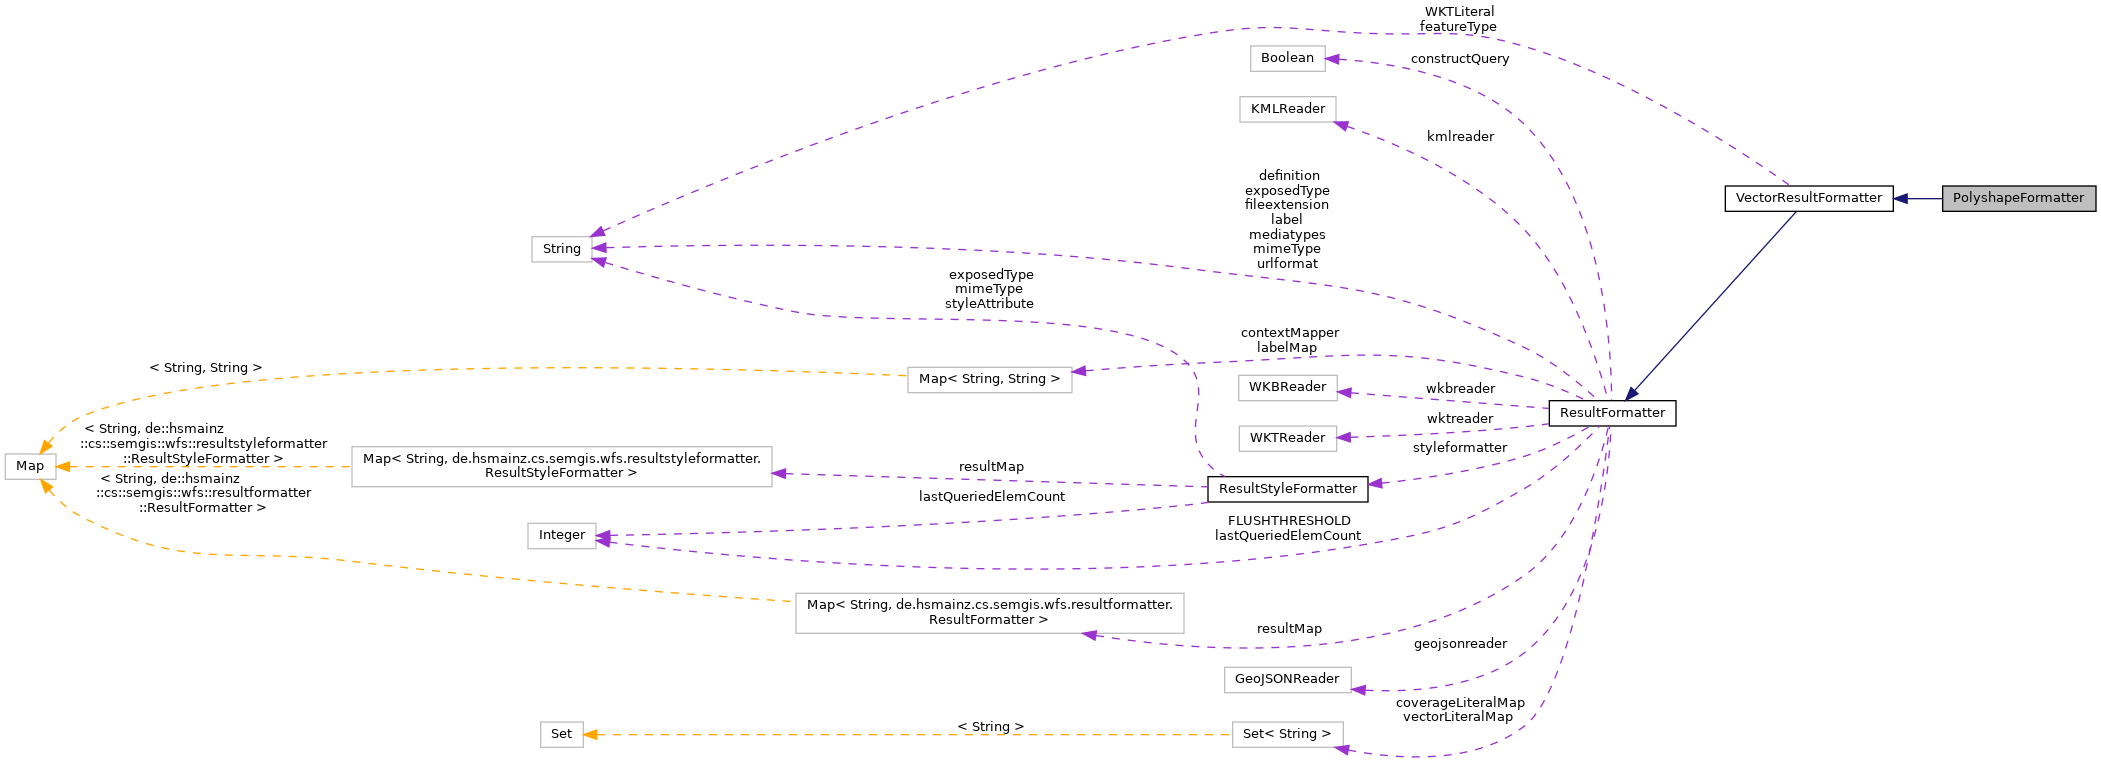 WKTLiteral
featureType
Boolean
constructQuery
KMLReader
kmlreader
definition
exposedType
fileextension
label
mediatypes
mimeType
urlformat
VectorResultFormatter
PolyshapeFormatter
String
exposedType
mimeType
styleAttribute
contextMapper
labelMap
< String, String >
Map< String, String >
WKBReader
wkbreader
ResultFormatter
wktreader
WKTReader
styleformatter
< String, de::hsmainz
::cs::semgis::wfs::resultstyleformatter
::ResultStyleFormatter >
Map
Map< String, de.hsmainz.cs.semgis.wfs.resultstyleformatter.
ResultStyleFormatter >
resultMap
ResultStyleFormatter
< String, de::hsmainz
::cs::semgis::wfs::resultformatter
::ResultFormatter >
lastQueriedElemCount
Integer
FLUSHTHRESHOLD
lastQueriedElemCount
Map< String, de.hsmainz.cs.semgis.wfs.resultformatter.
ResultFormatter >
resultMap
geojsonreader
GeoJSONReader
coverageLiteralMap
vectorLiteralMap
Set
< String >
Set< String >